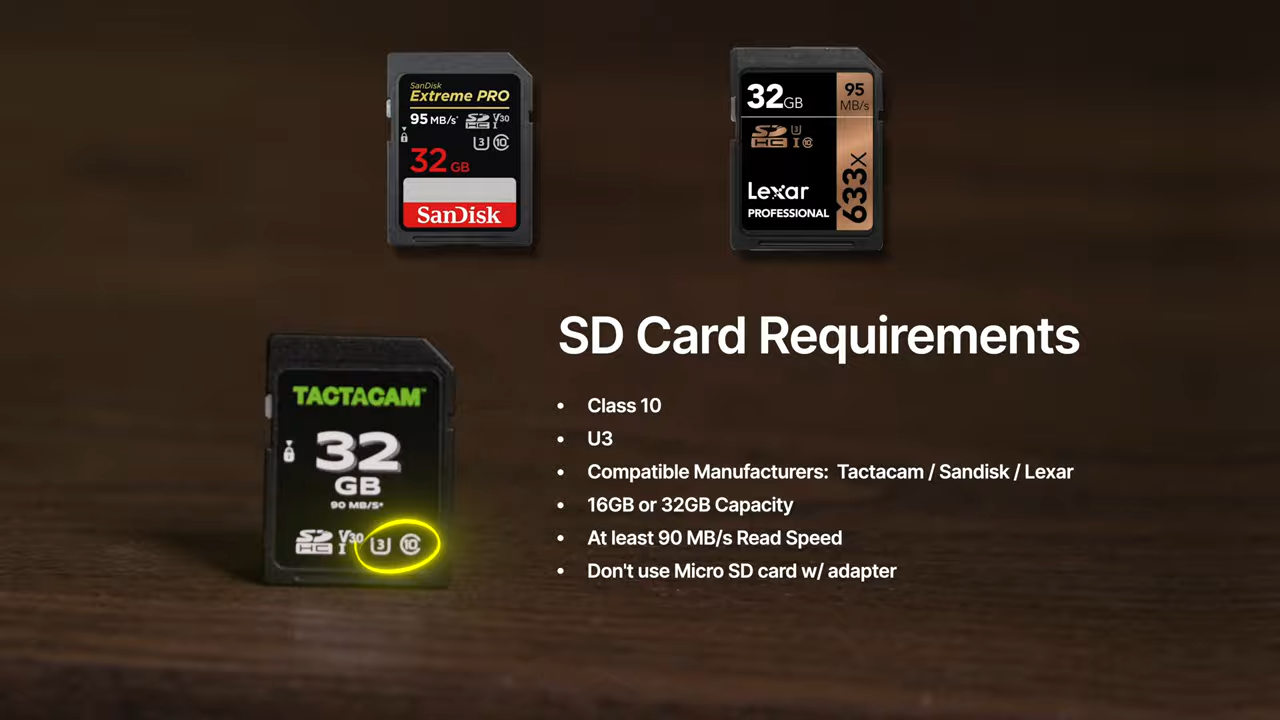 SanDisk
Extreme PRO
95 MB/s*
SD HC I V30
U3 10
32 GB
SanDisk
32GB
95 MB/s
SD HC I U3 10
633x
Lexar
PROFESSIONAL
SD Card Requirements
TACTACAM™
32
GB
90 MB/S*
SD HC I V30 U3 10
• Class 10
• U3
• Compatible Manufacturers:  Tactacam / Sandisk / Lexar
• 16GB or 32GB Capacity
• At least 90 MB/s Read Speed
• Don't use Micro SD card w/ adapter